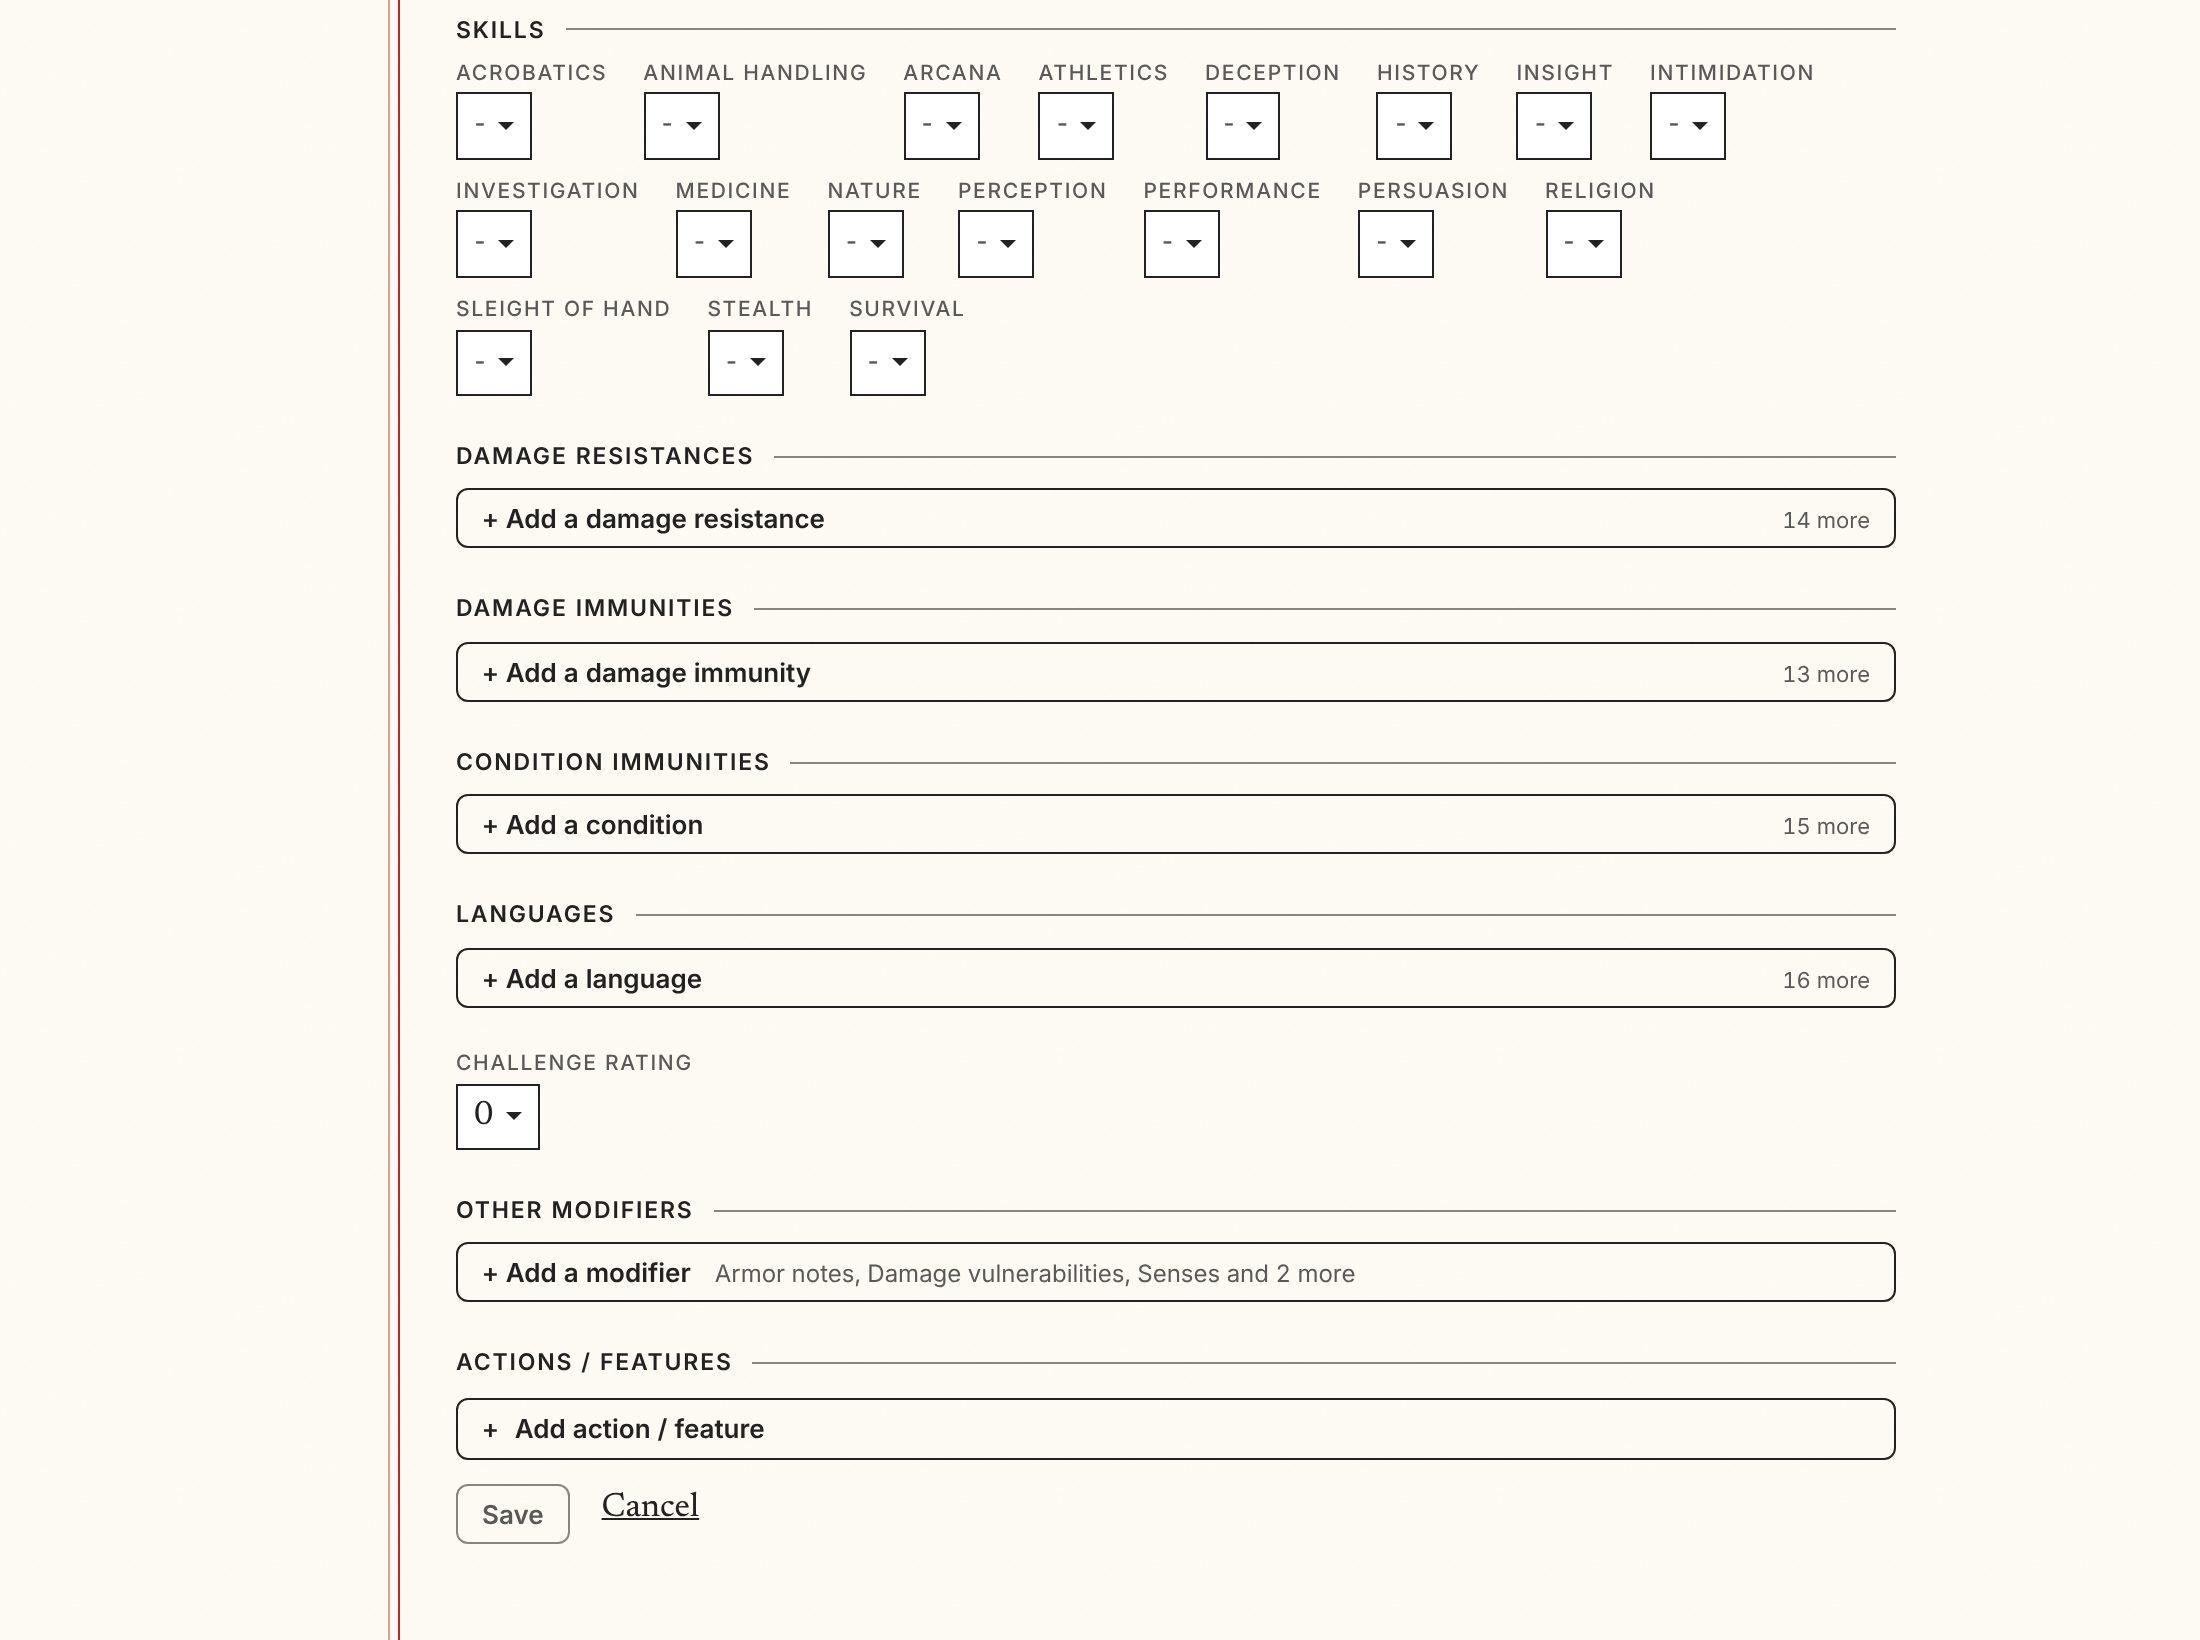 SKILLS
ACROBATICS ANIMAL HANDLING ARCANA ATHLETICS DECEPTION HISTORY INSIGHT INTIMIDATION
- - - - - - - -
INVESTIGATION MEDICINE NATURE PERCEPTION PERFORMANCE PERSUASION RELIGION
- - - - - - -
SLEIGHT OF HAND STEALTH SURVIVAL
- - -
DAMAGE RESISTANCES
+ Add a damage resistance 14 more
DAMAGE IMMUNITIES
+ Add a damage immunity 13 more
CONDITION IMMUNITIES
+ Add a condition 15 more
LANGUAGES
+ Add a language 16 more
CHALLENGE RATING
0
OTHER MODIFIERS
+ Add a modifier Armor notes, Damage vulnerabilities, Senses and 2 more
ACTIONS / FEATURES
+ Add action / feature
Save Cancel